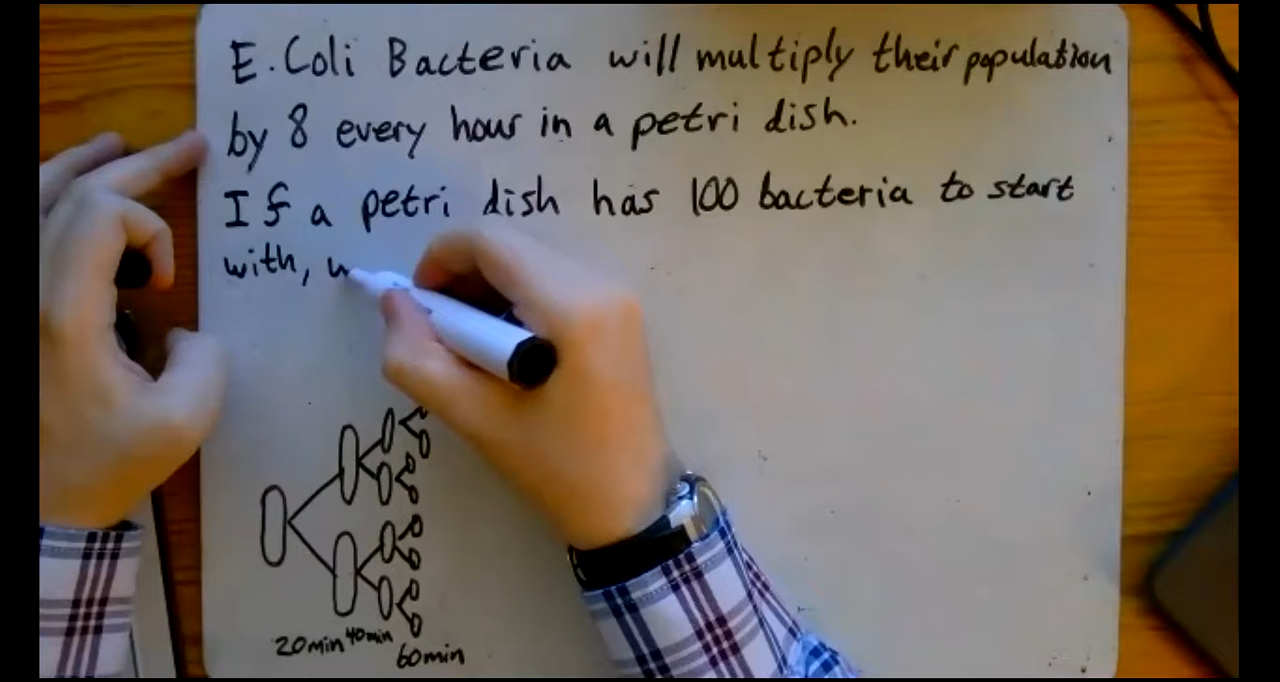 E. Coli Bacteria will multiply their population
by 8 every hour in a petri dish.
If a petri dish has 100 bacteria to start
with, w
20min 40min
60min